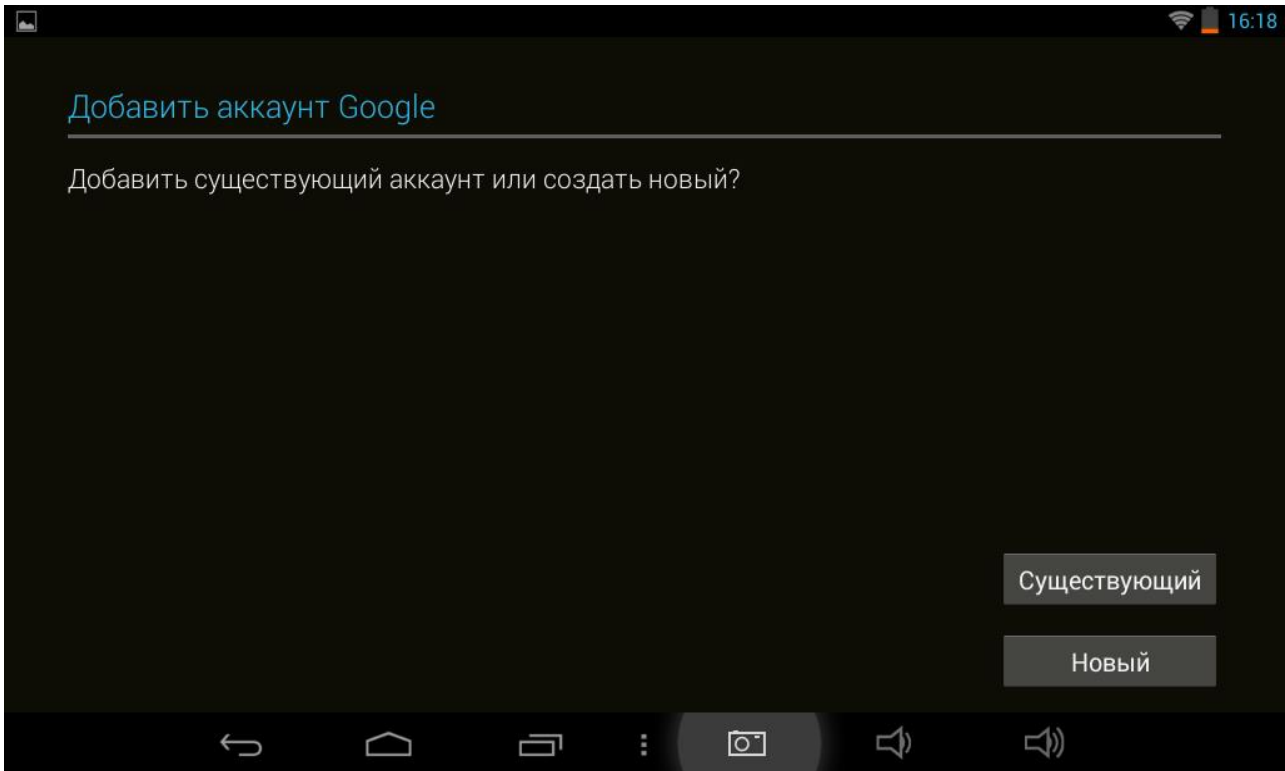 16:18
Добавить аккаунт Google
Добавить существующий аккаунт или создать новый?
Существующий
Новый